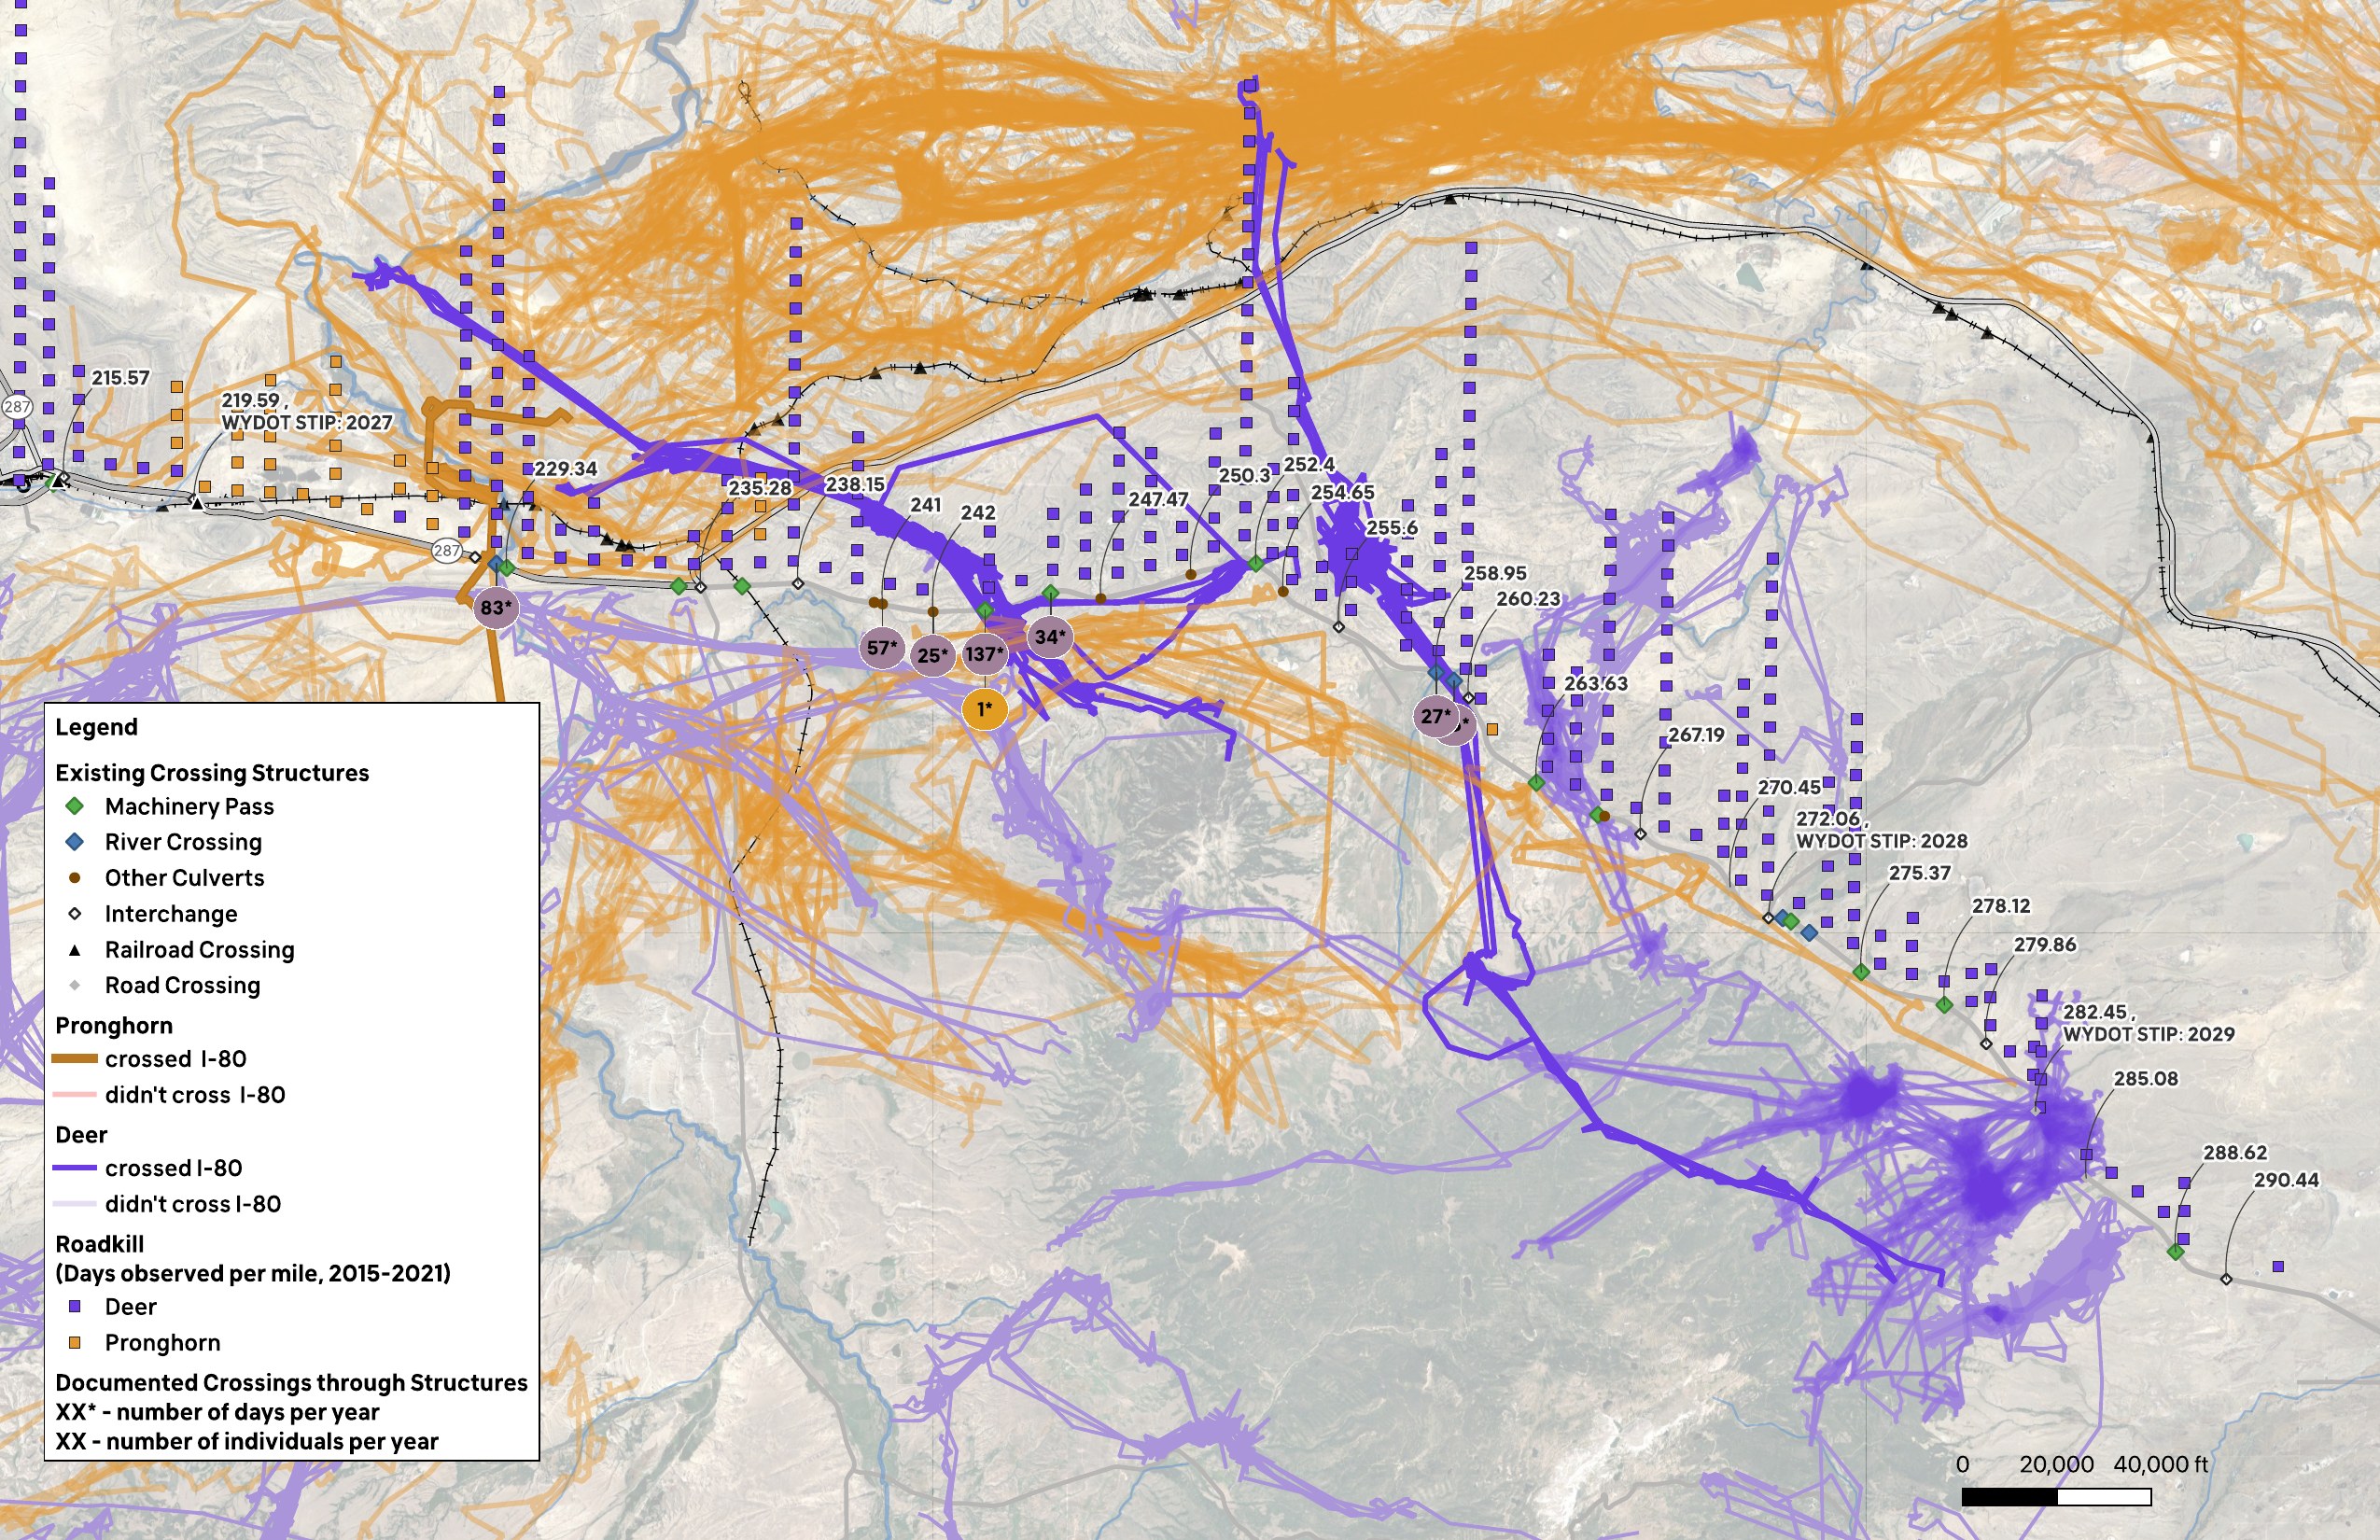 287
215.57
219.59 ,
WYDOT STIP: 2027
229.34
287
235.28
238.15
241
242
247.47
250.3
252.4
254.65
255.6
258.95
260.23
263.63
267.19
270.45
272.06 ,
WYDOT STIP: 2028
275.37
278.12
279.86
282.45 ,
WYDOT STIP: 2029
285.08
288.62
290.44
83*
57*
25*
137*
34*
1*
27*
Legend
Existing Crossing Structures
Machinery Pass
River Crossing
Other Culverts
Interchange
Railroad Crossing
Road Crossing
Pronghorn
crossed I-80
didn't cross I-80
Deer
crossed I-80
didn't cross I-80
Roadkill
(Days observed per mile, 2015-2021)
Deer
Pronghorn
Documented Crossings through Structures
XX* - number of days per year
XX - number of individuals per year
0 20,000 40,000 ft